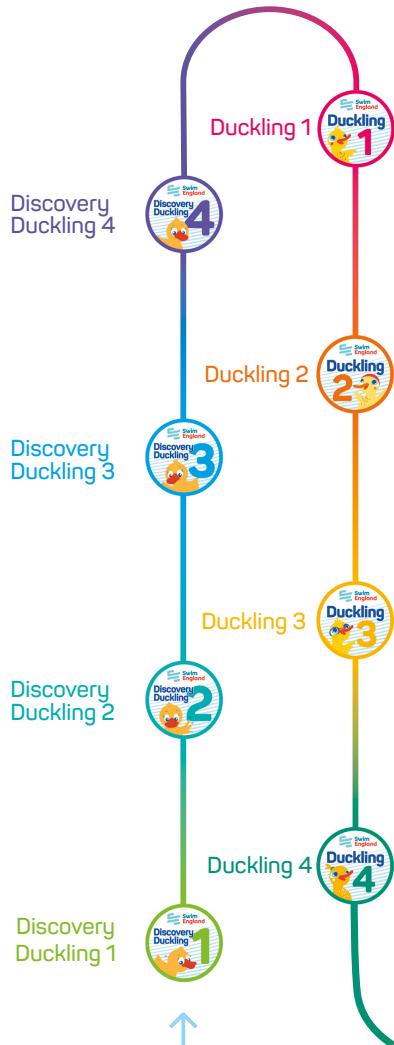 Swim
England
Duckling
1
Duckling 1
Swim
England
Discovery
Duckling
4
Discovery
Duckling 4
Swim
England
Duckling
2
Duckling 2
Swim
England
Discovery
Duckling
3
Discovery
Duckling 3
Swim
England
Duckling
3
Duckling 3
Swim
England
Discovery
Duckling
2
Discovery
Duckling 2
Swim
England
Duckling
4
Duckling 4
Swim
England
Discovery
Duckling
1
Discovery
Duckling 1